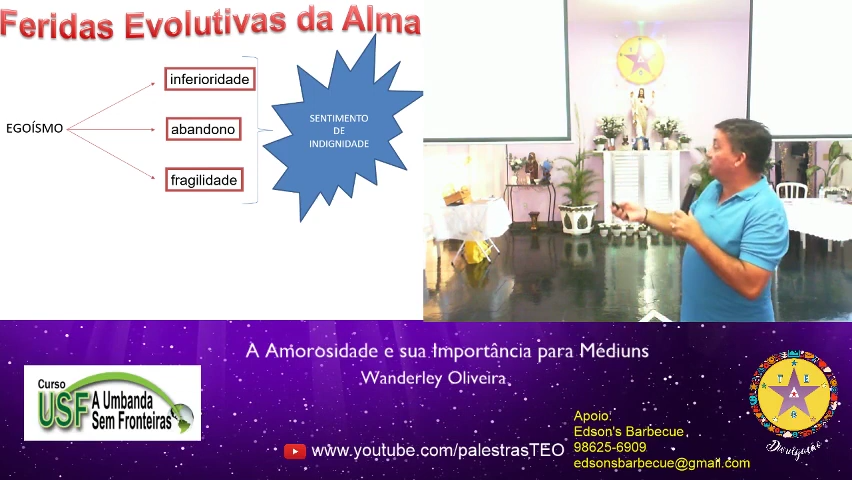 Feridas Evolutivas da Alma
inferioridade
EGOÍSMO
abandono
fragilidade
SENTIMENTO
DE
INDIGNIDADE
A Amorosidade e sua Importância para Médiuns
Wanderley Oliveira
Curso
USF
A Umbanda
Sem Fronteiras
www.youtube.com/palestrasTEO
Apoio:
Edson's Barbecue
98625-6909
edsonsbarbecue@gmail.com
Divulgação